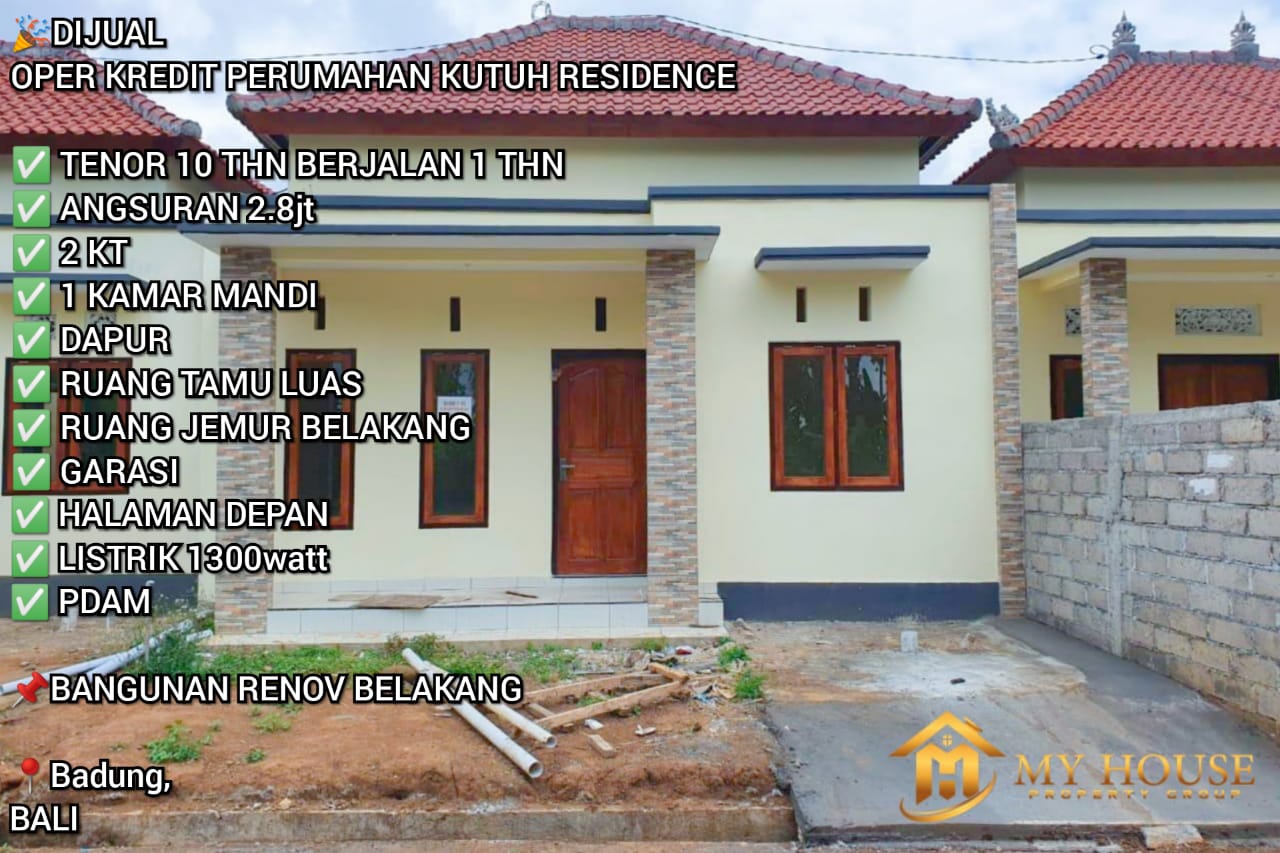 🎉DIJUAL
OPER KREDIT PERUMAHAN KUTUH RESIDENCE
✅ TENOR 10 THN BERJALAN 1 THN
✅ ANGSURAN 2.8jt
✅ 2 KT
✅ 1 KAMAR MANDI
✅ DAPUR
✅ RUANG TAMU LUAS
✅ RUANG JEMUR BELAKANG
✅ GARASI
✅ HALAMAN DEPAN
✅ LISTRIK 1300watt
✅ PDAM
📌BANGUNAN RENOV BELAKANG
📍Badung,
BALI
MY HOUSE
PROPERTY GROUP